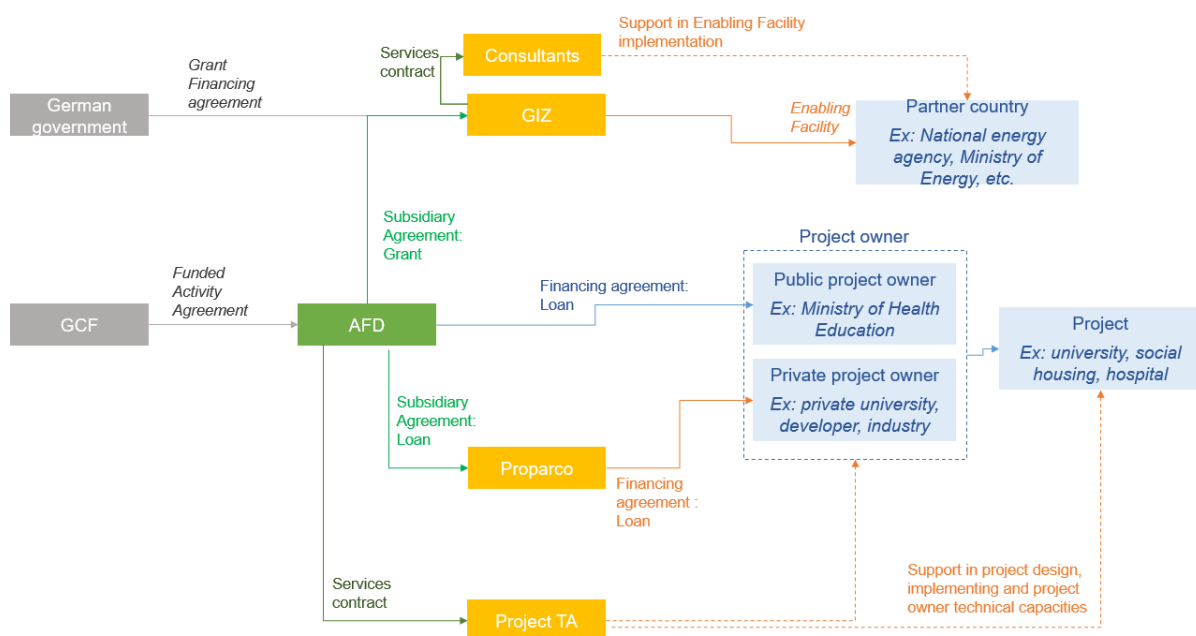 Support in Enabling Facility
implementation
Services
contract
Consultants
Grant
Financing
agreement
German
government
GIZ
Enabling
Facility
Partner country
Ex: National energy
agency, Ministry of
Energy, etc.
Subsidiary
Agreement:
Grant
Project owner
Funded
Activity
Agreement
Financing agreement:
Loan
Public project owner
Ex: Ministry of Health
Education
GCF
AFD
Project
Ex: university, social
housing, hospital
Private project owner
Ex: private university,
developer, industry
Subsidiary
Agreement:
Loan
Proparco
Financing
agreement :
Loan
Services
contract
Project TA
Support in project design,
implementing and project
owner technical capacities